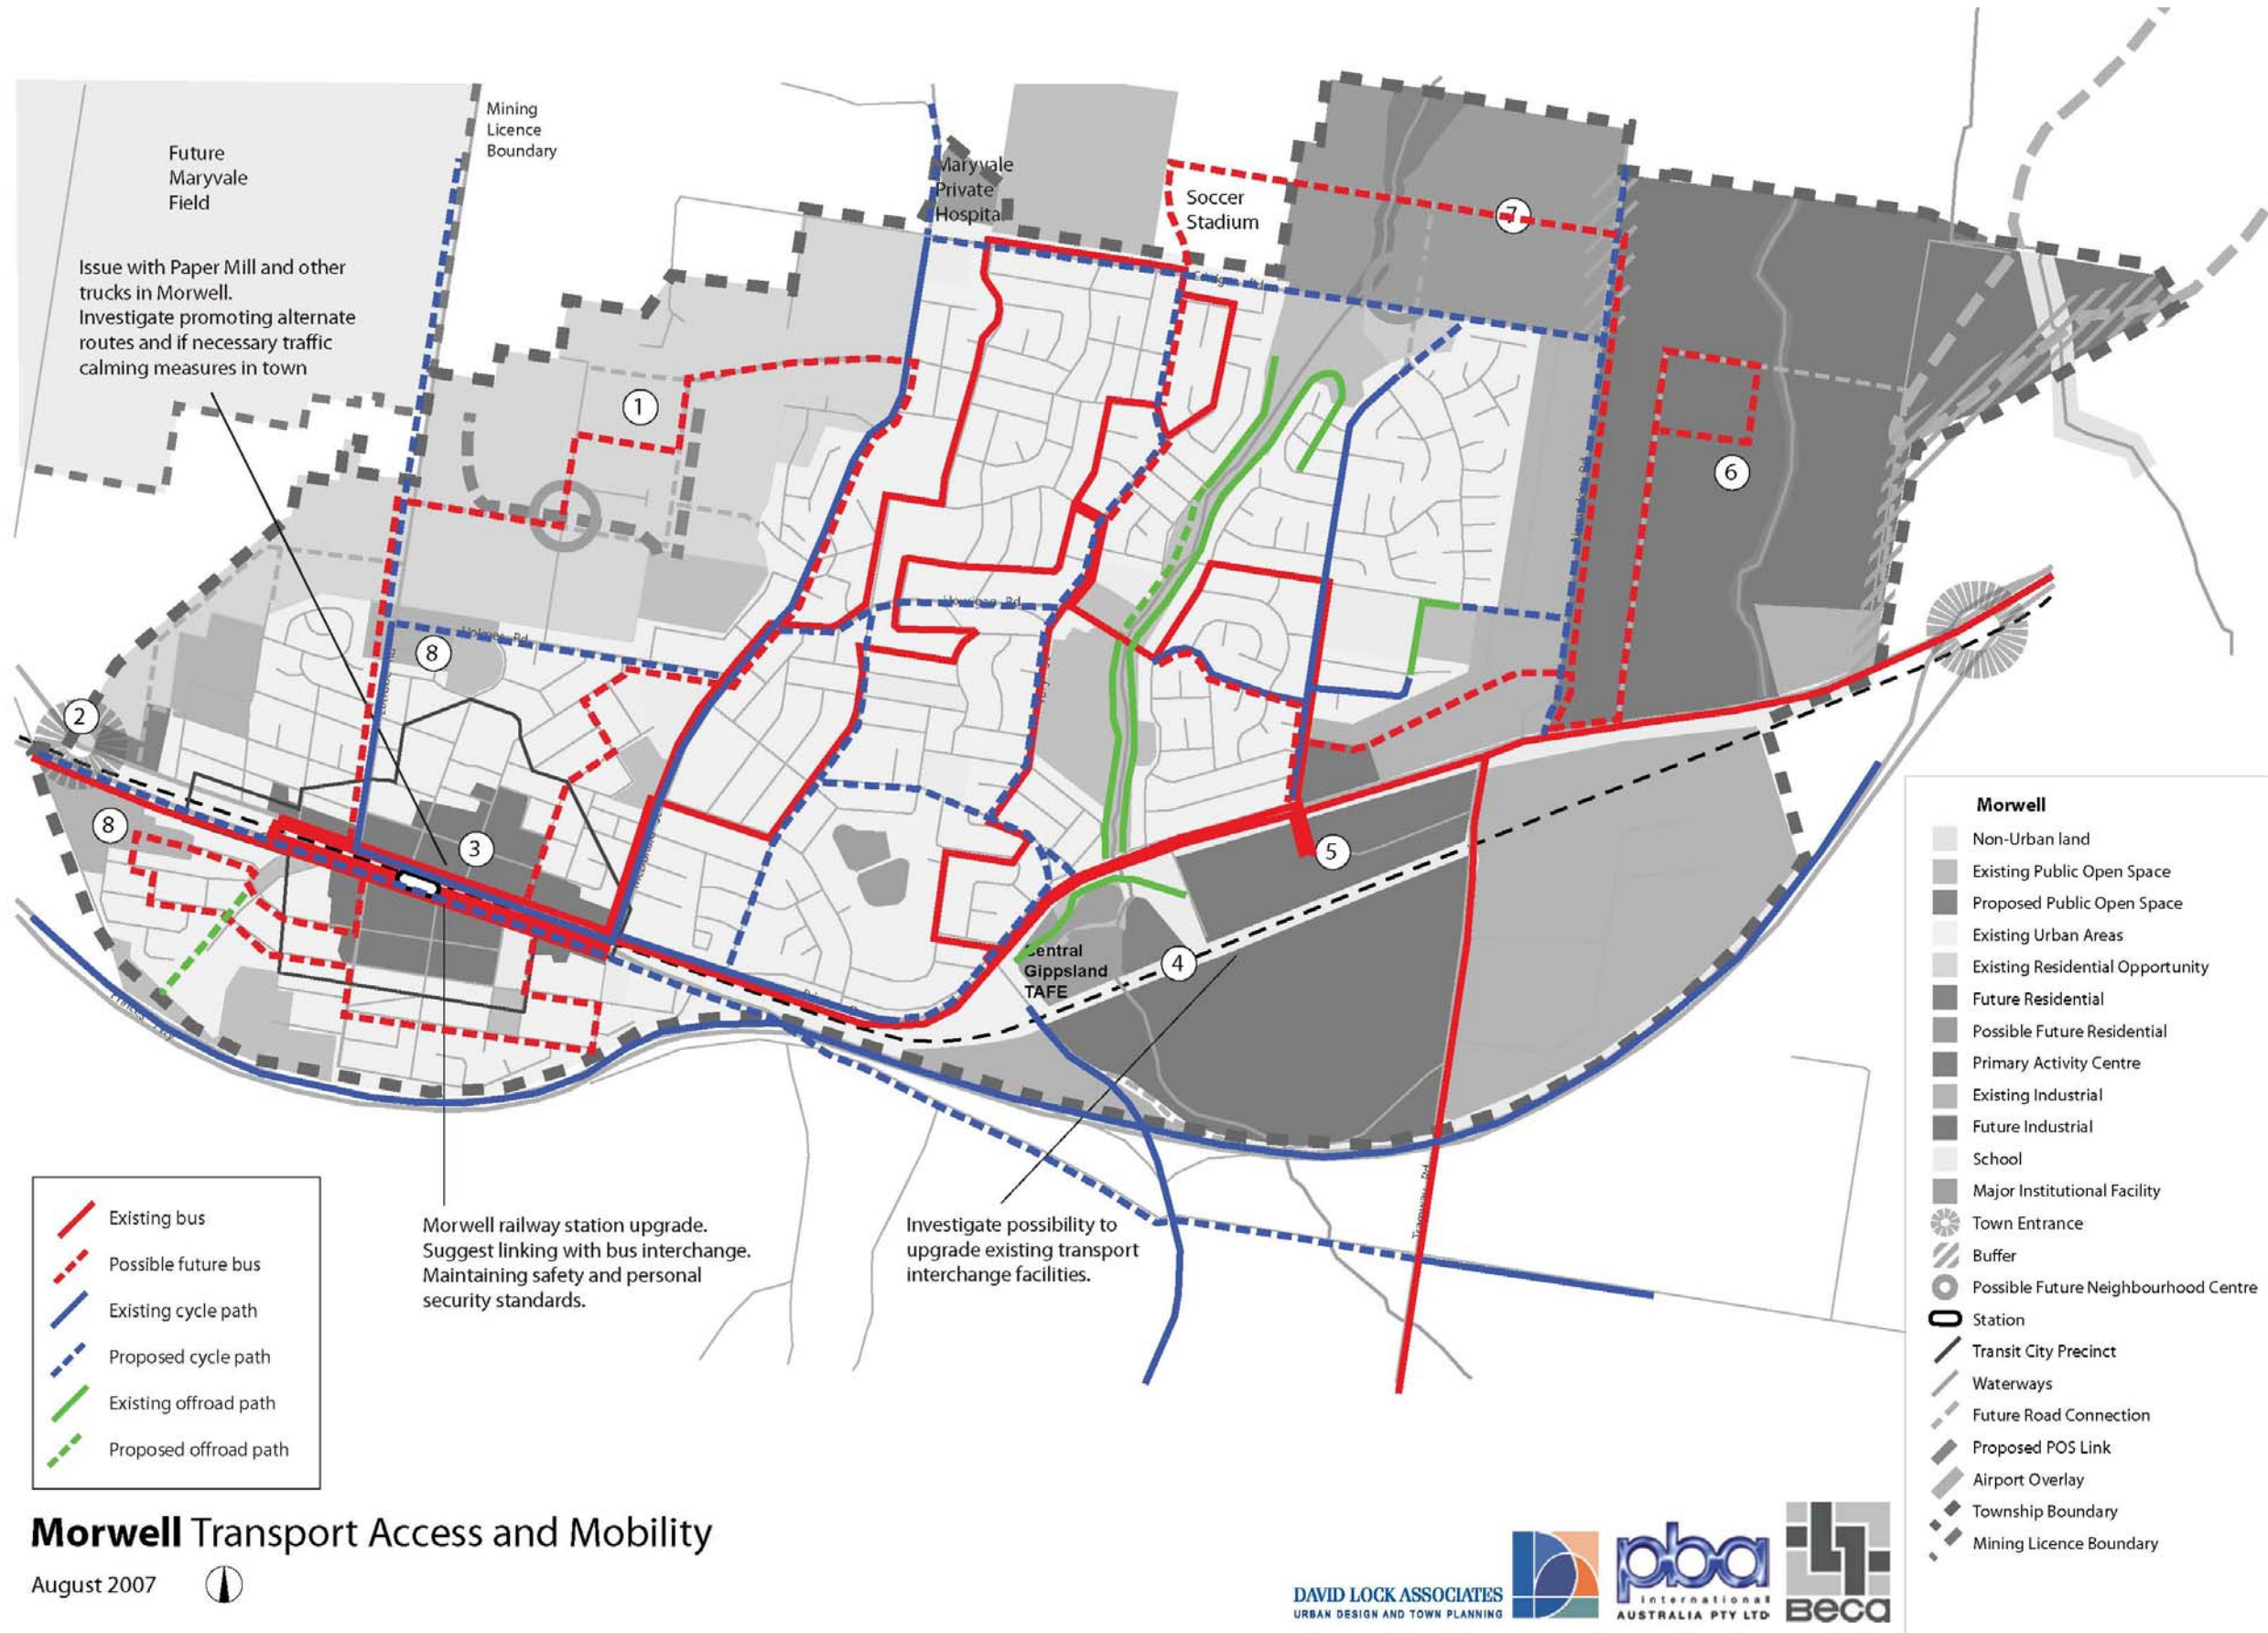 Mining
Licence
Boundary
Future
Maryvale
Field
Maryvale
Private
Hospital
Soccer
Stadium
7
Issue with Paper Mill and other
trucks in Morwell.
Investigate promoting alternate
routes and if necessary traffic
calming measures in town
1
6
Holmes Rd
8
2
8
3
5
4
Central
Gippsland
TAFE
Tramway Rd
Morwell railway station upgrade.
Suggest linking with bus interchange.
Maintaining safety and personal
security standards.
Investigate possibility to
upgrade existing transport
interchange facilities.
Existing bus
Possible future bus
Existing cycle path
Proposed cycle path
Existing offroad path
Proposed offroad path
Morwell
Non-Urban land
Existing Public Open Space
Proposed Public Open Space
Existing Urban Areas
Existing Residential Opportunity
Future Residential
Possible Future Residential
Primary Activity Centre
Existing Industrial
Future Industrial
School
Major Institutional Facility
Town Entrance
Buffer
Possible Future Neighbourhood Centre
Station
Transit City Precinct
Waterways
Future Road Connection
Proposed POS Link
Airport Overlay
Township Boundary
Mining Licence Boundary
Morwell Transport Access and Mobility
August 2007
DAVID LOCK ASSOCIATES
URBAN DESIGN AND TOWN PLANNING
pba
international
AUSTRALIA PTY LTD
Beca